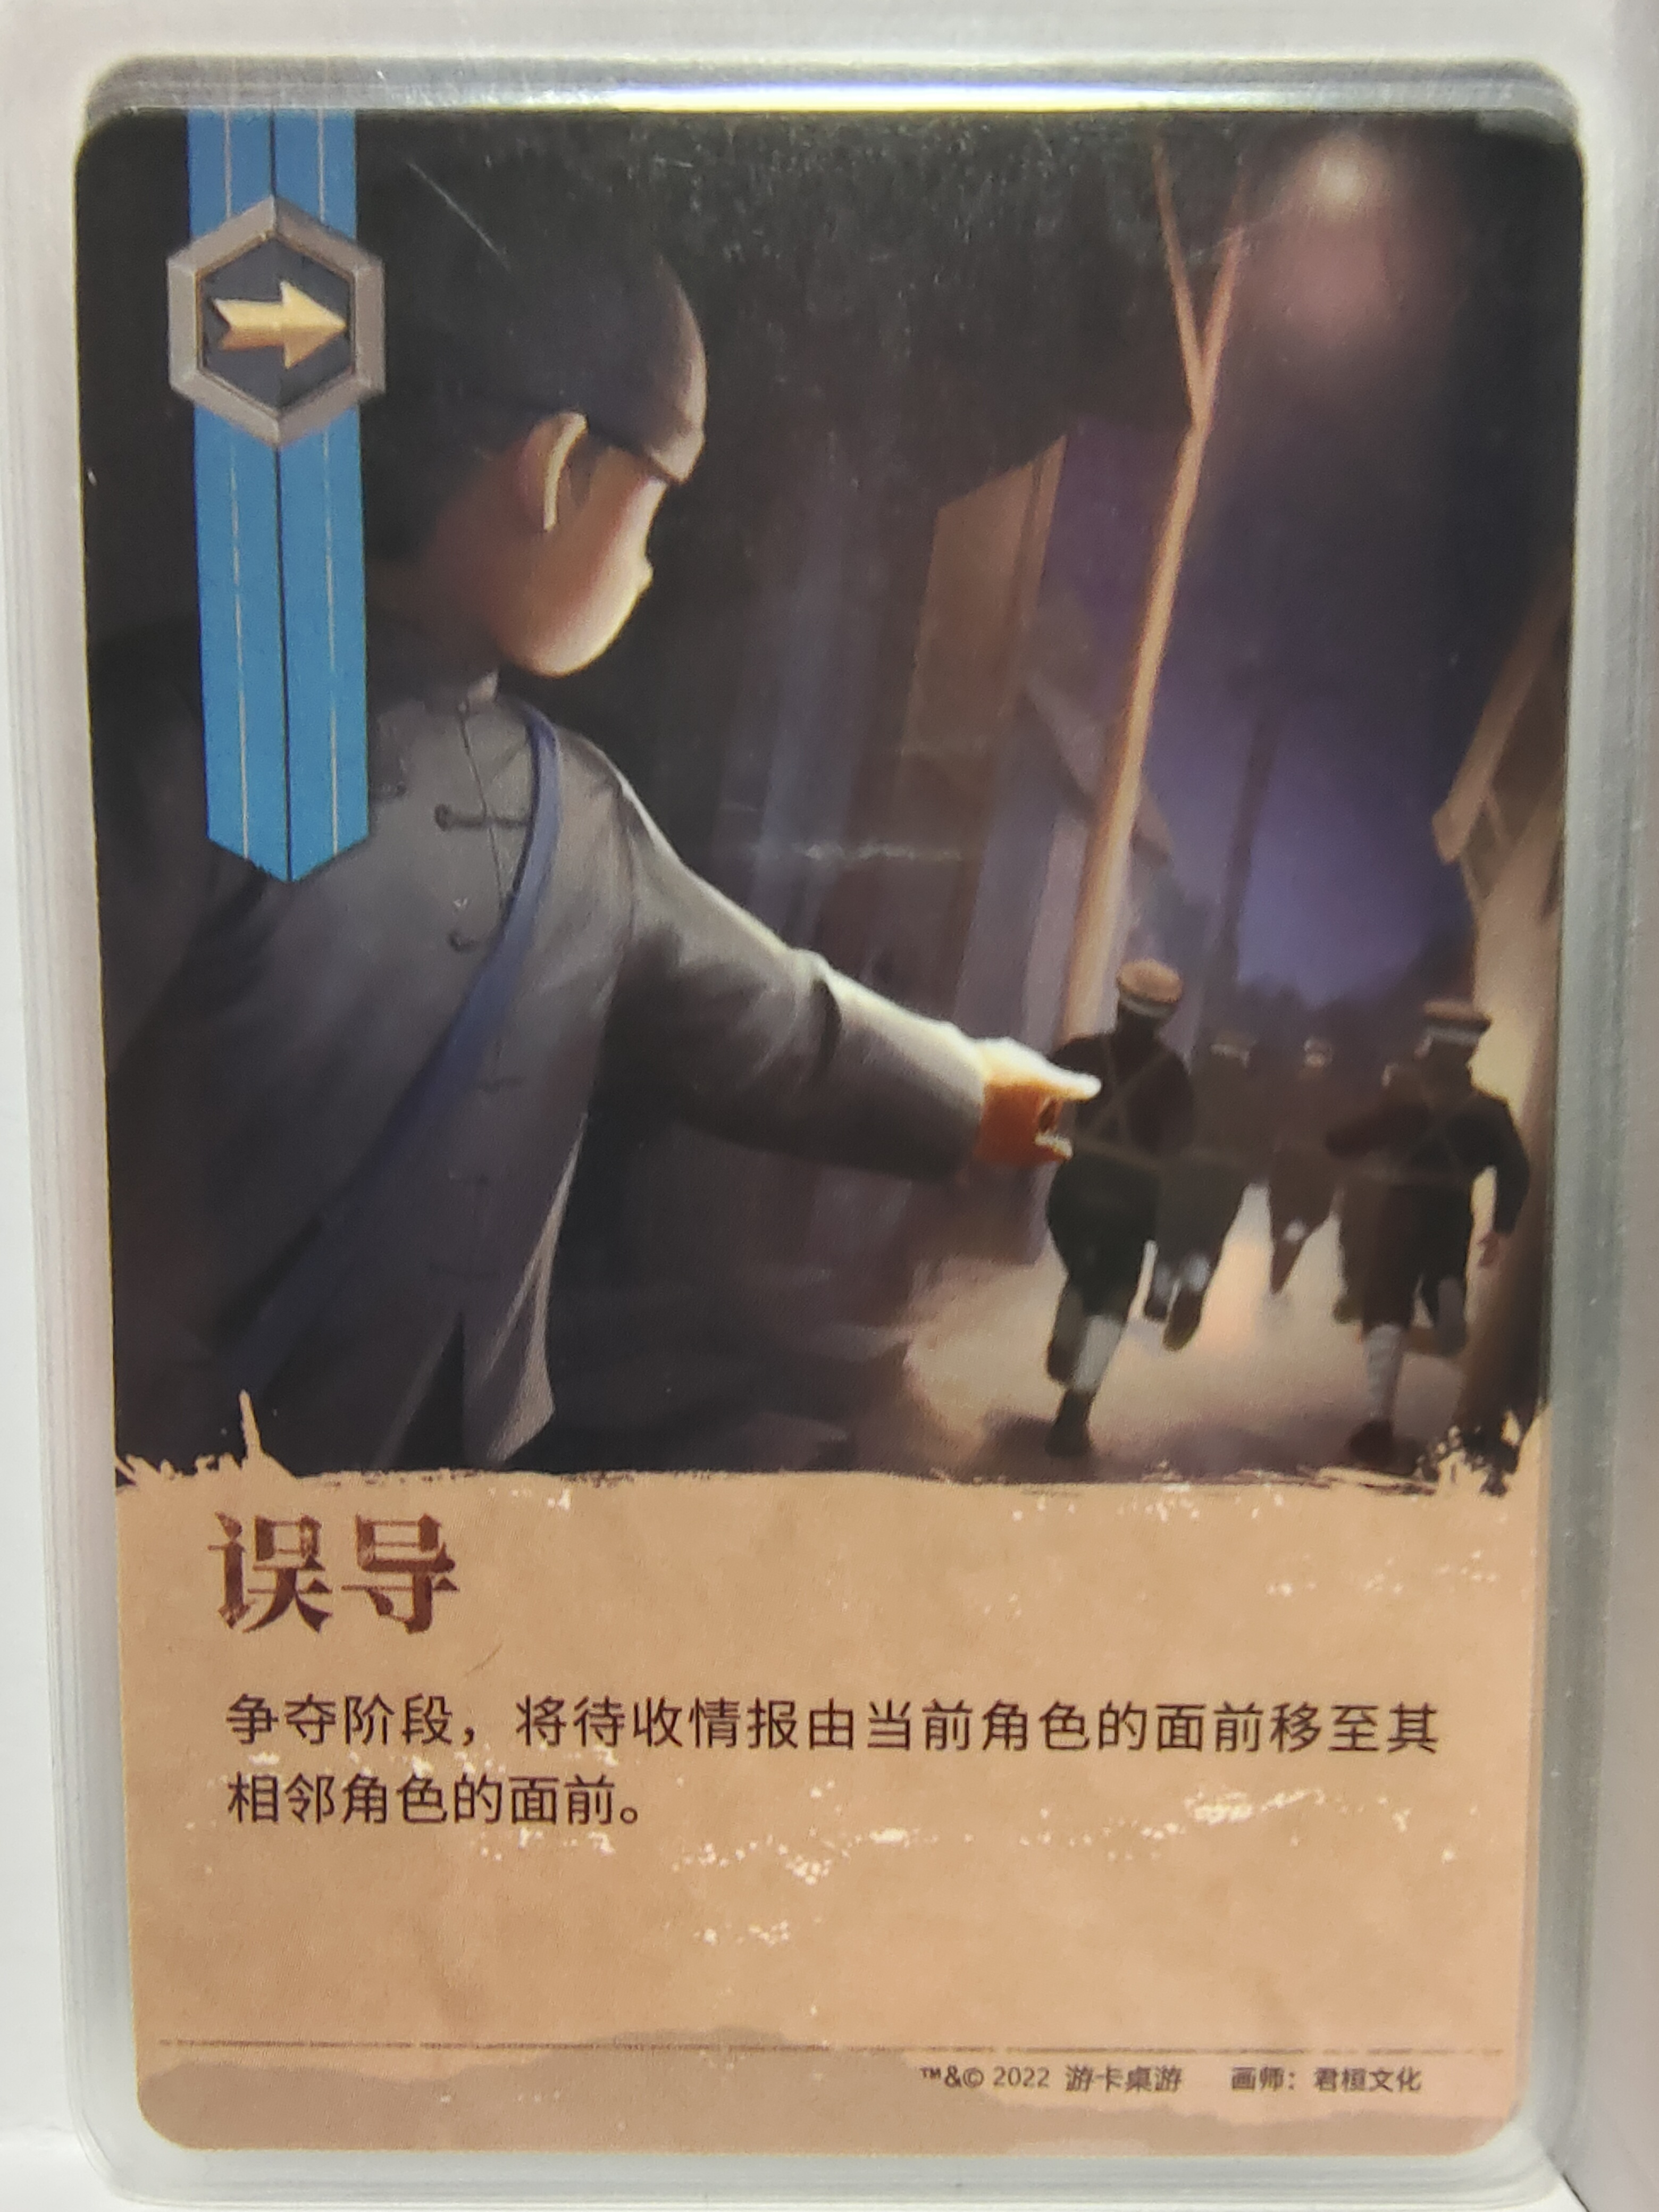 误导
争夺阶段，将待收情报由当前角色的面前移至其
相邻角色的面前。
™&© 2022 游卡桌游 画师：君桓文化